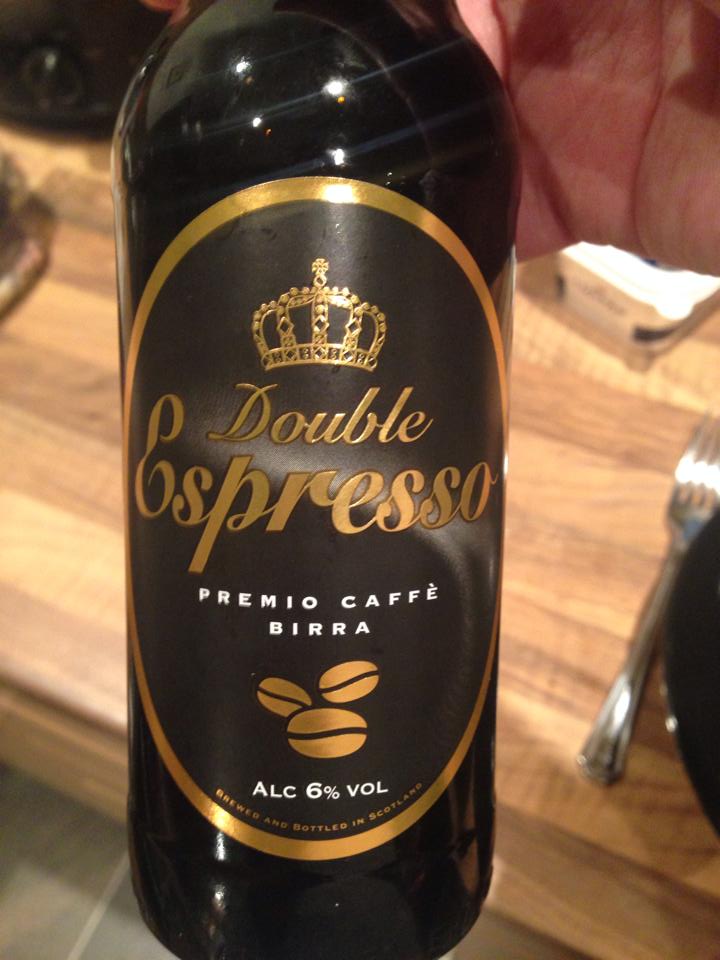 Double
Espresso
PREMIO CAFFÈ
BIRRA
ALC 6% VOL
BREWED AND BOTTLED IN SCOTLAND